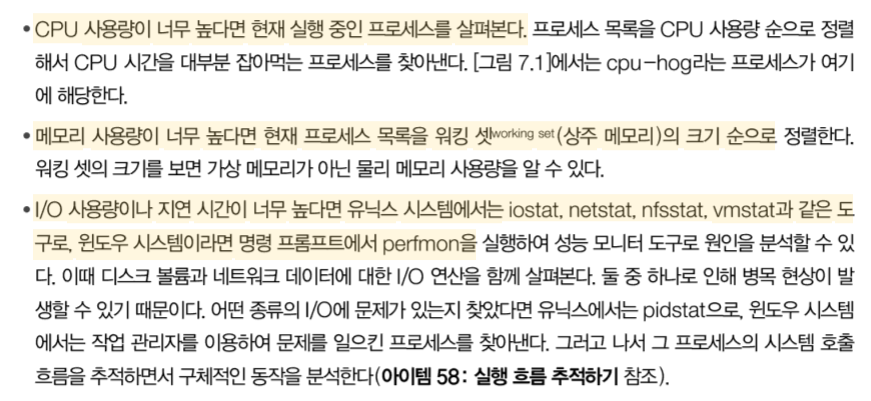 • CPU 사용량이 너무 높다면 현재 실행 중인 프로세스를 살펴본다. 프로세스 목록을 CPU 사용량 순으로 정렬
해서 CPU 시간을 대부분 잡아먹는 프로세스를 찾아낸다. [그림 7.1]에서는 cpu-hog라는 프로세스가 여기
에 해당한다.
• 메모리 사용량이 너무 높다면 현재 프로세스 목록을 워킹 셋working set(상주 메모리)의 크기 순으로 정렬한다.
워킹 셋의 크기를 보면 가상 메모리가 아닌 물리 메모리 사용량을 알 수 있다.
• I/O 사용량이나 지연 시간이 너무 높다면 유닉스 시스템에서는 iostat, netstat, nfsstat, vmstat과 같은 도
구로, 윈도우 시스템이라면 명령 프롬프트에서 perfmon을 실행하여 성능 모니터 도구로 원인을 분석할 수 있
다. 이때 디스크 볼륨과 네트워크 데이터에 대한 I/O 연산을 함께 살펴본다. 둘 중 하나로 인해 병목 현상이 발
생할 수 있기 때문이다. 어떤 종류의 I/O에 문제가 있는지 찾았다면 유닉스에서는 pidstat으로, 윈도우 시스템
에서는 작업 관리자를 이용하여 문제를 일으킨 프로세스를 찾아낸다. 그러고 나서 그 프로세스의 시스템 호출
흐름을 추적하면서 구체적인 동작을 분석한다(아이템 58: 실행 흐름 추적하기 참조).